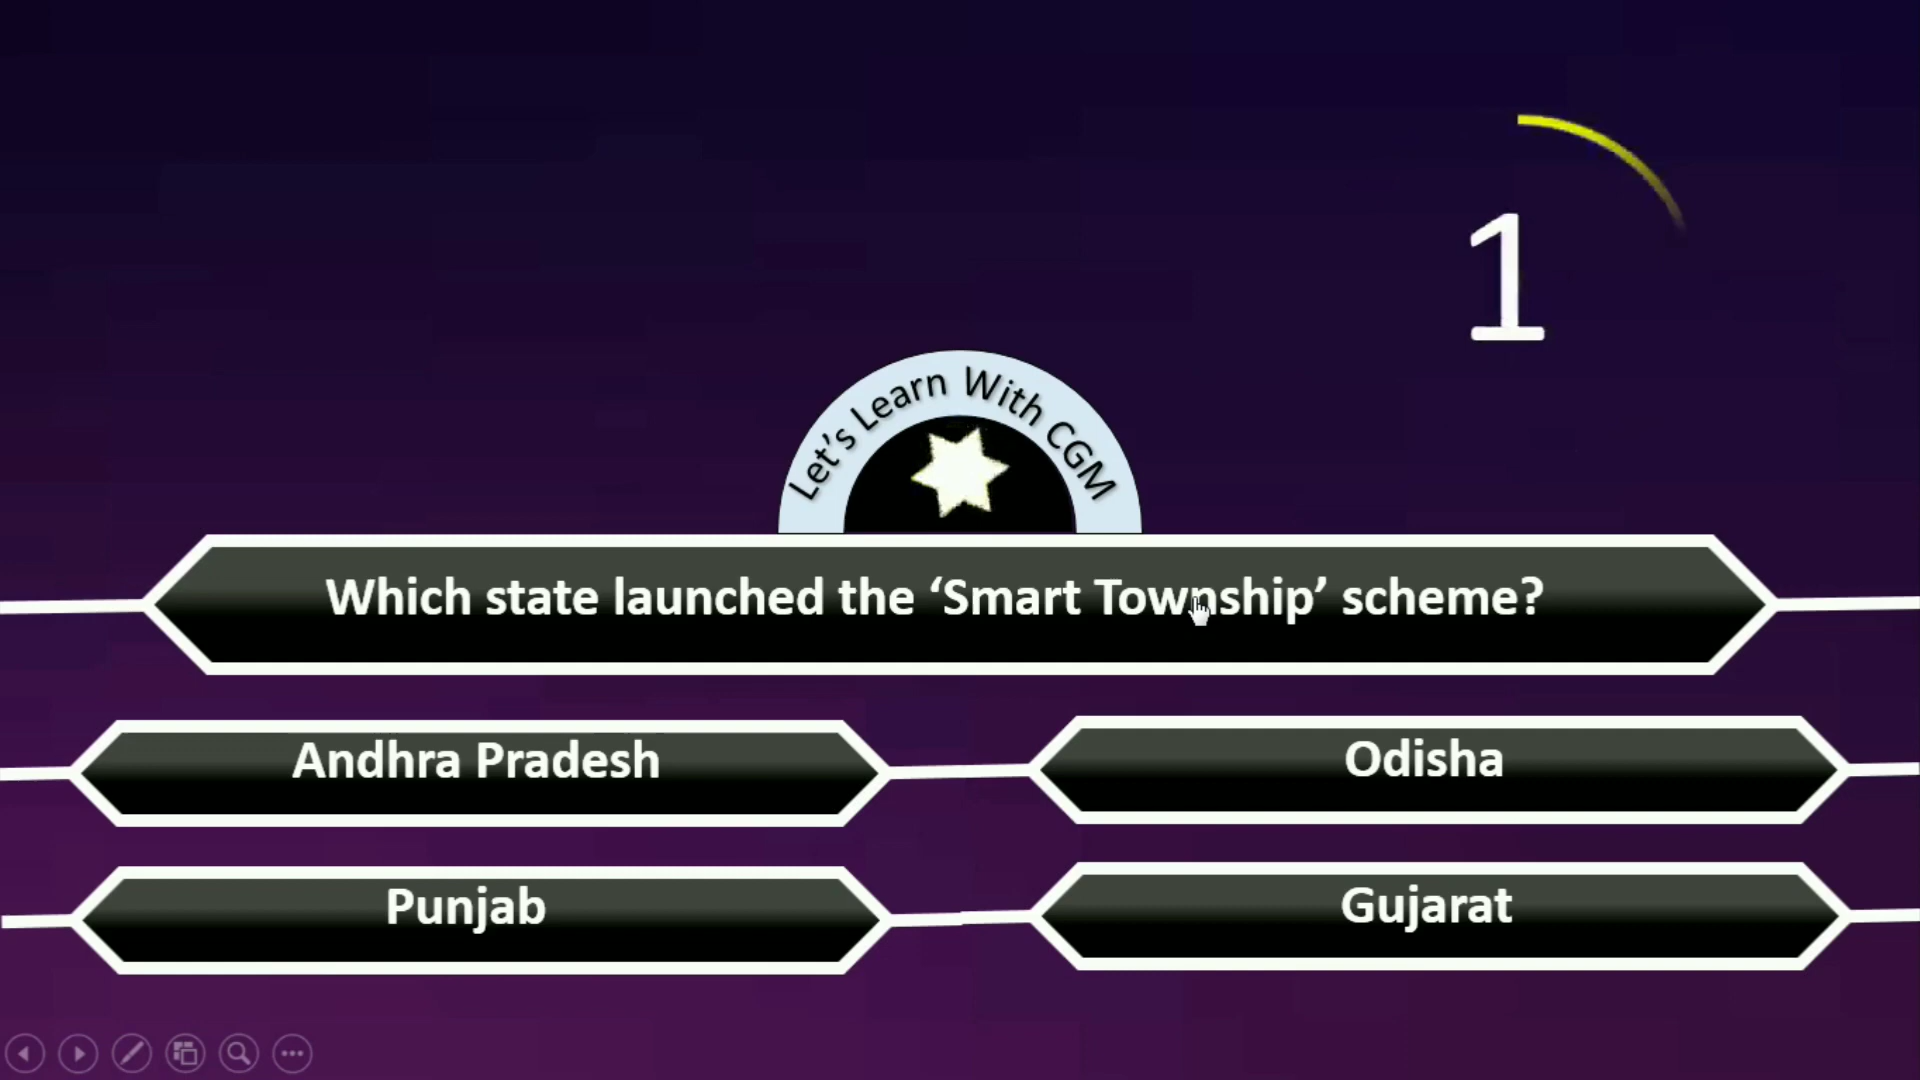 1
Let’s Learn With CGM
Which state launched the ‘Smart Township’ scheme?
Andhra Pradesh
Odisha
Punjab
Gujarat